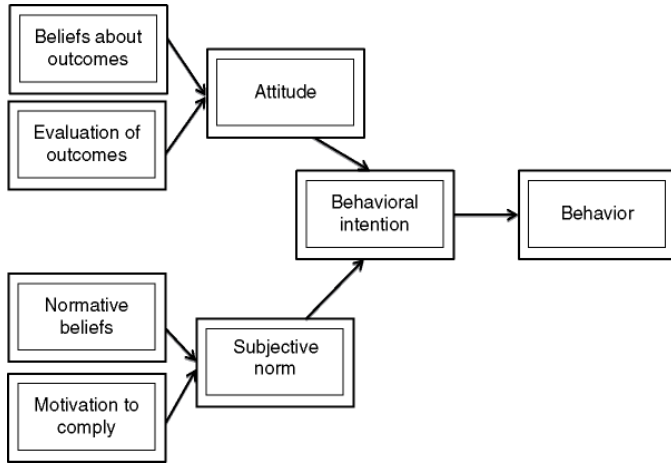 Beliefs about
outcomes
Attitude
Evaluation of
outcomes
Behavioral
intention
Behavior
Normative
beliefs
Subjective
norm
Motivation to
comply